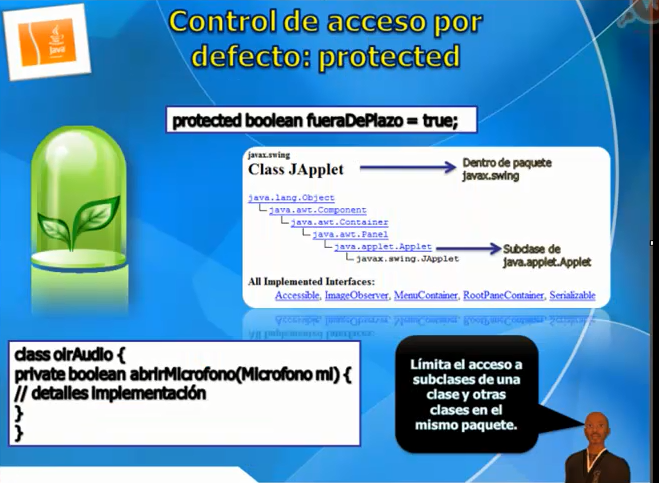 Control de acceso por
defecto: protected
Java
protected boolean fueraDePlazo = true;
javax.swing
Class JApplet
Dentro de paquete
javax.swing
java.lang.Object
java.awt.Component
java.awt.Container
java.awt.Panel
java.applet.Applet
Subclase de
java.applet.Applet
javax.swing.JApplet
All Implemented Interfaces:
Accessible, ImageObserver, MenuContainer, RootPaneContainer, Serializable
class oirAudio {
private boolean abrirMicrofono(Microfono mi) {
// detalles implementación
}
}
Límita el acceso a
subclases de una
clase y otras
clases en el
mismo paquete.